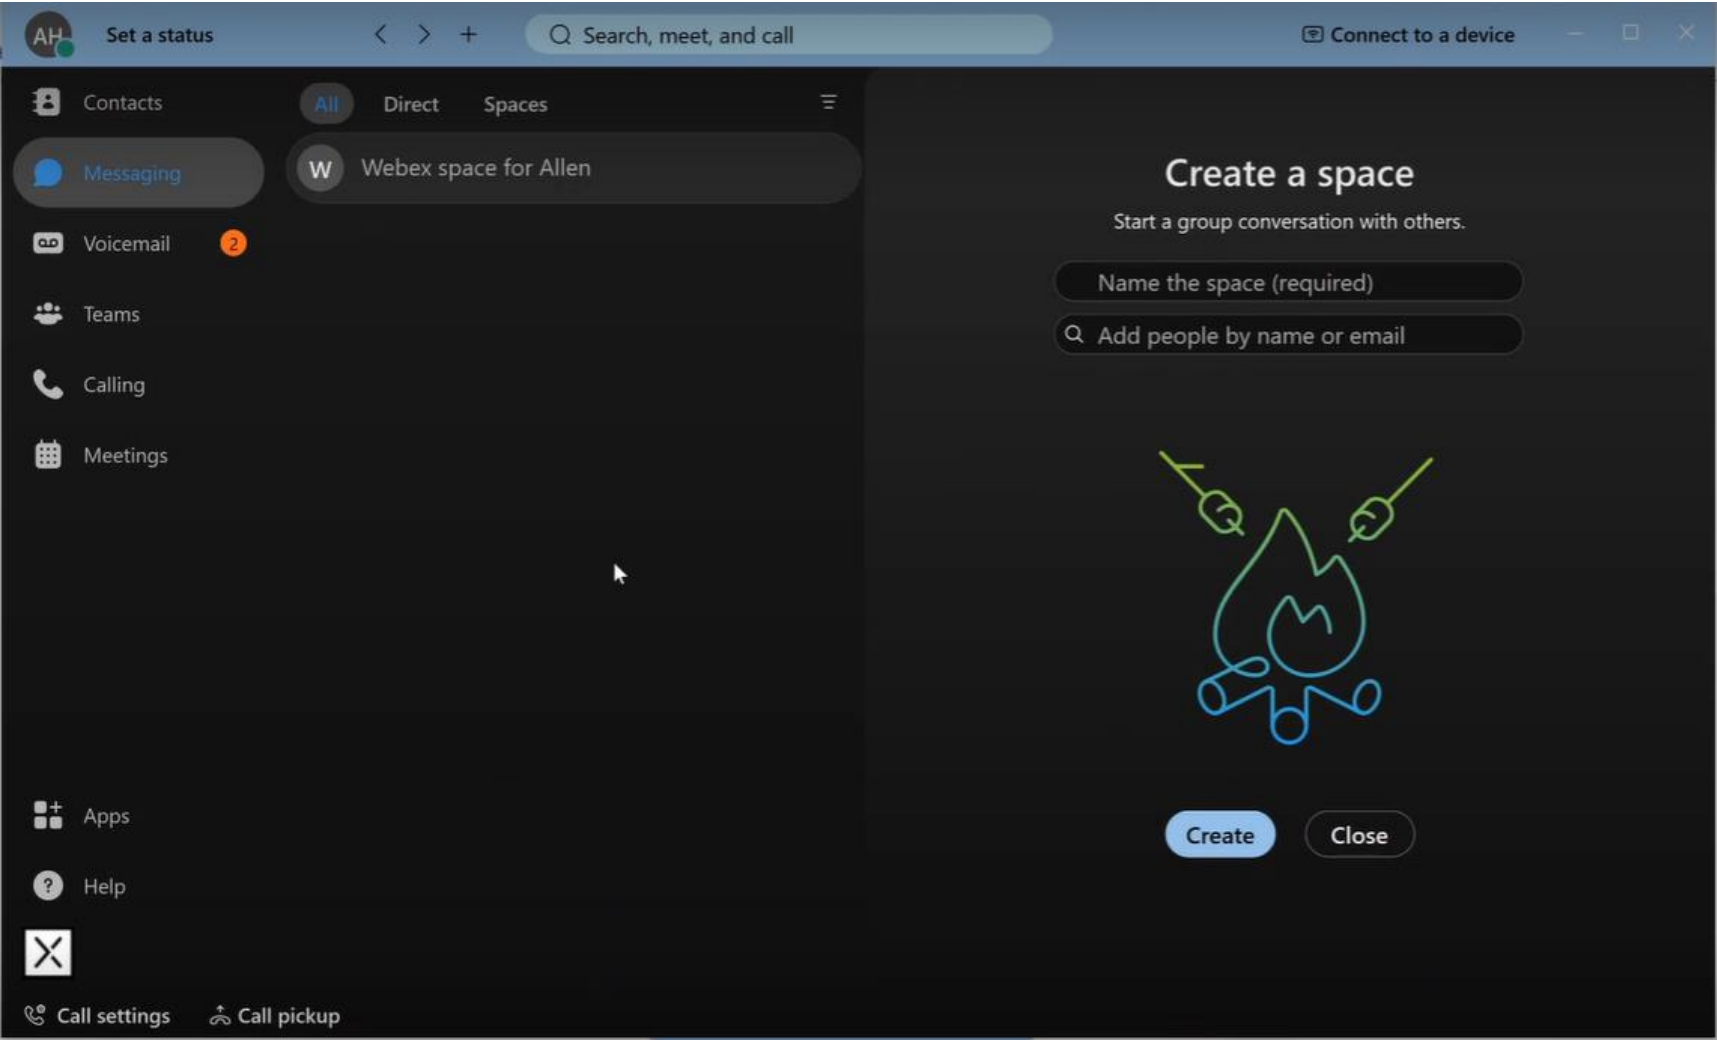 AH Set a status
Search, meet, and call
Connect to a device
Contacts
Messaging
Voicemail 2
Teams
Calling
Meetings
Apps
Help
Call settings Call pickup
All Direct Spaces
W Webex space for Allen
Create a space
Start a group conversation with others.
Name the space (required)
Add people by name or email
Create Close